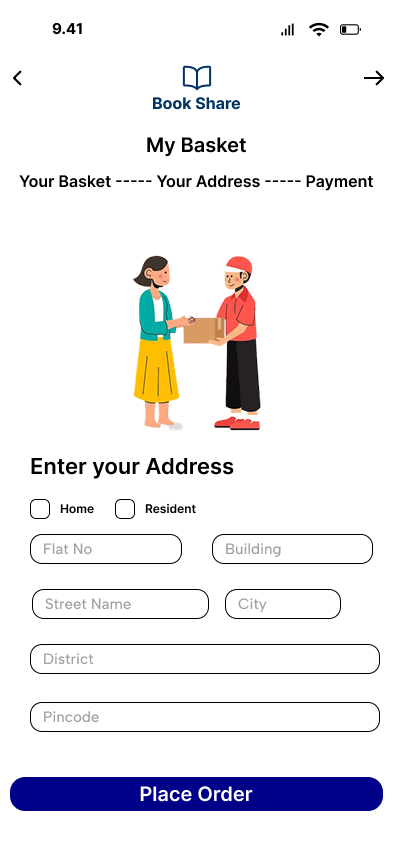 9.41
Book Share
My Basket
Your Basket ----- Your Address ----- Payment
Enter your Address
Home Resident
Flat No Building
Street Name City
District
Pincode
Place Order